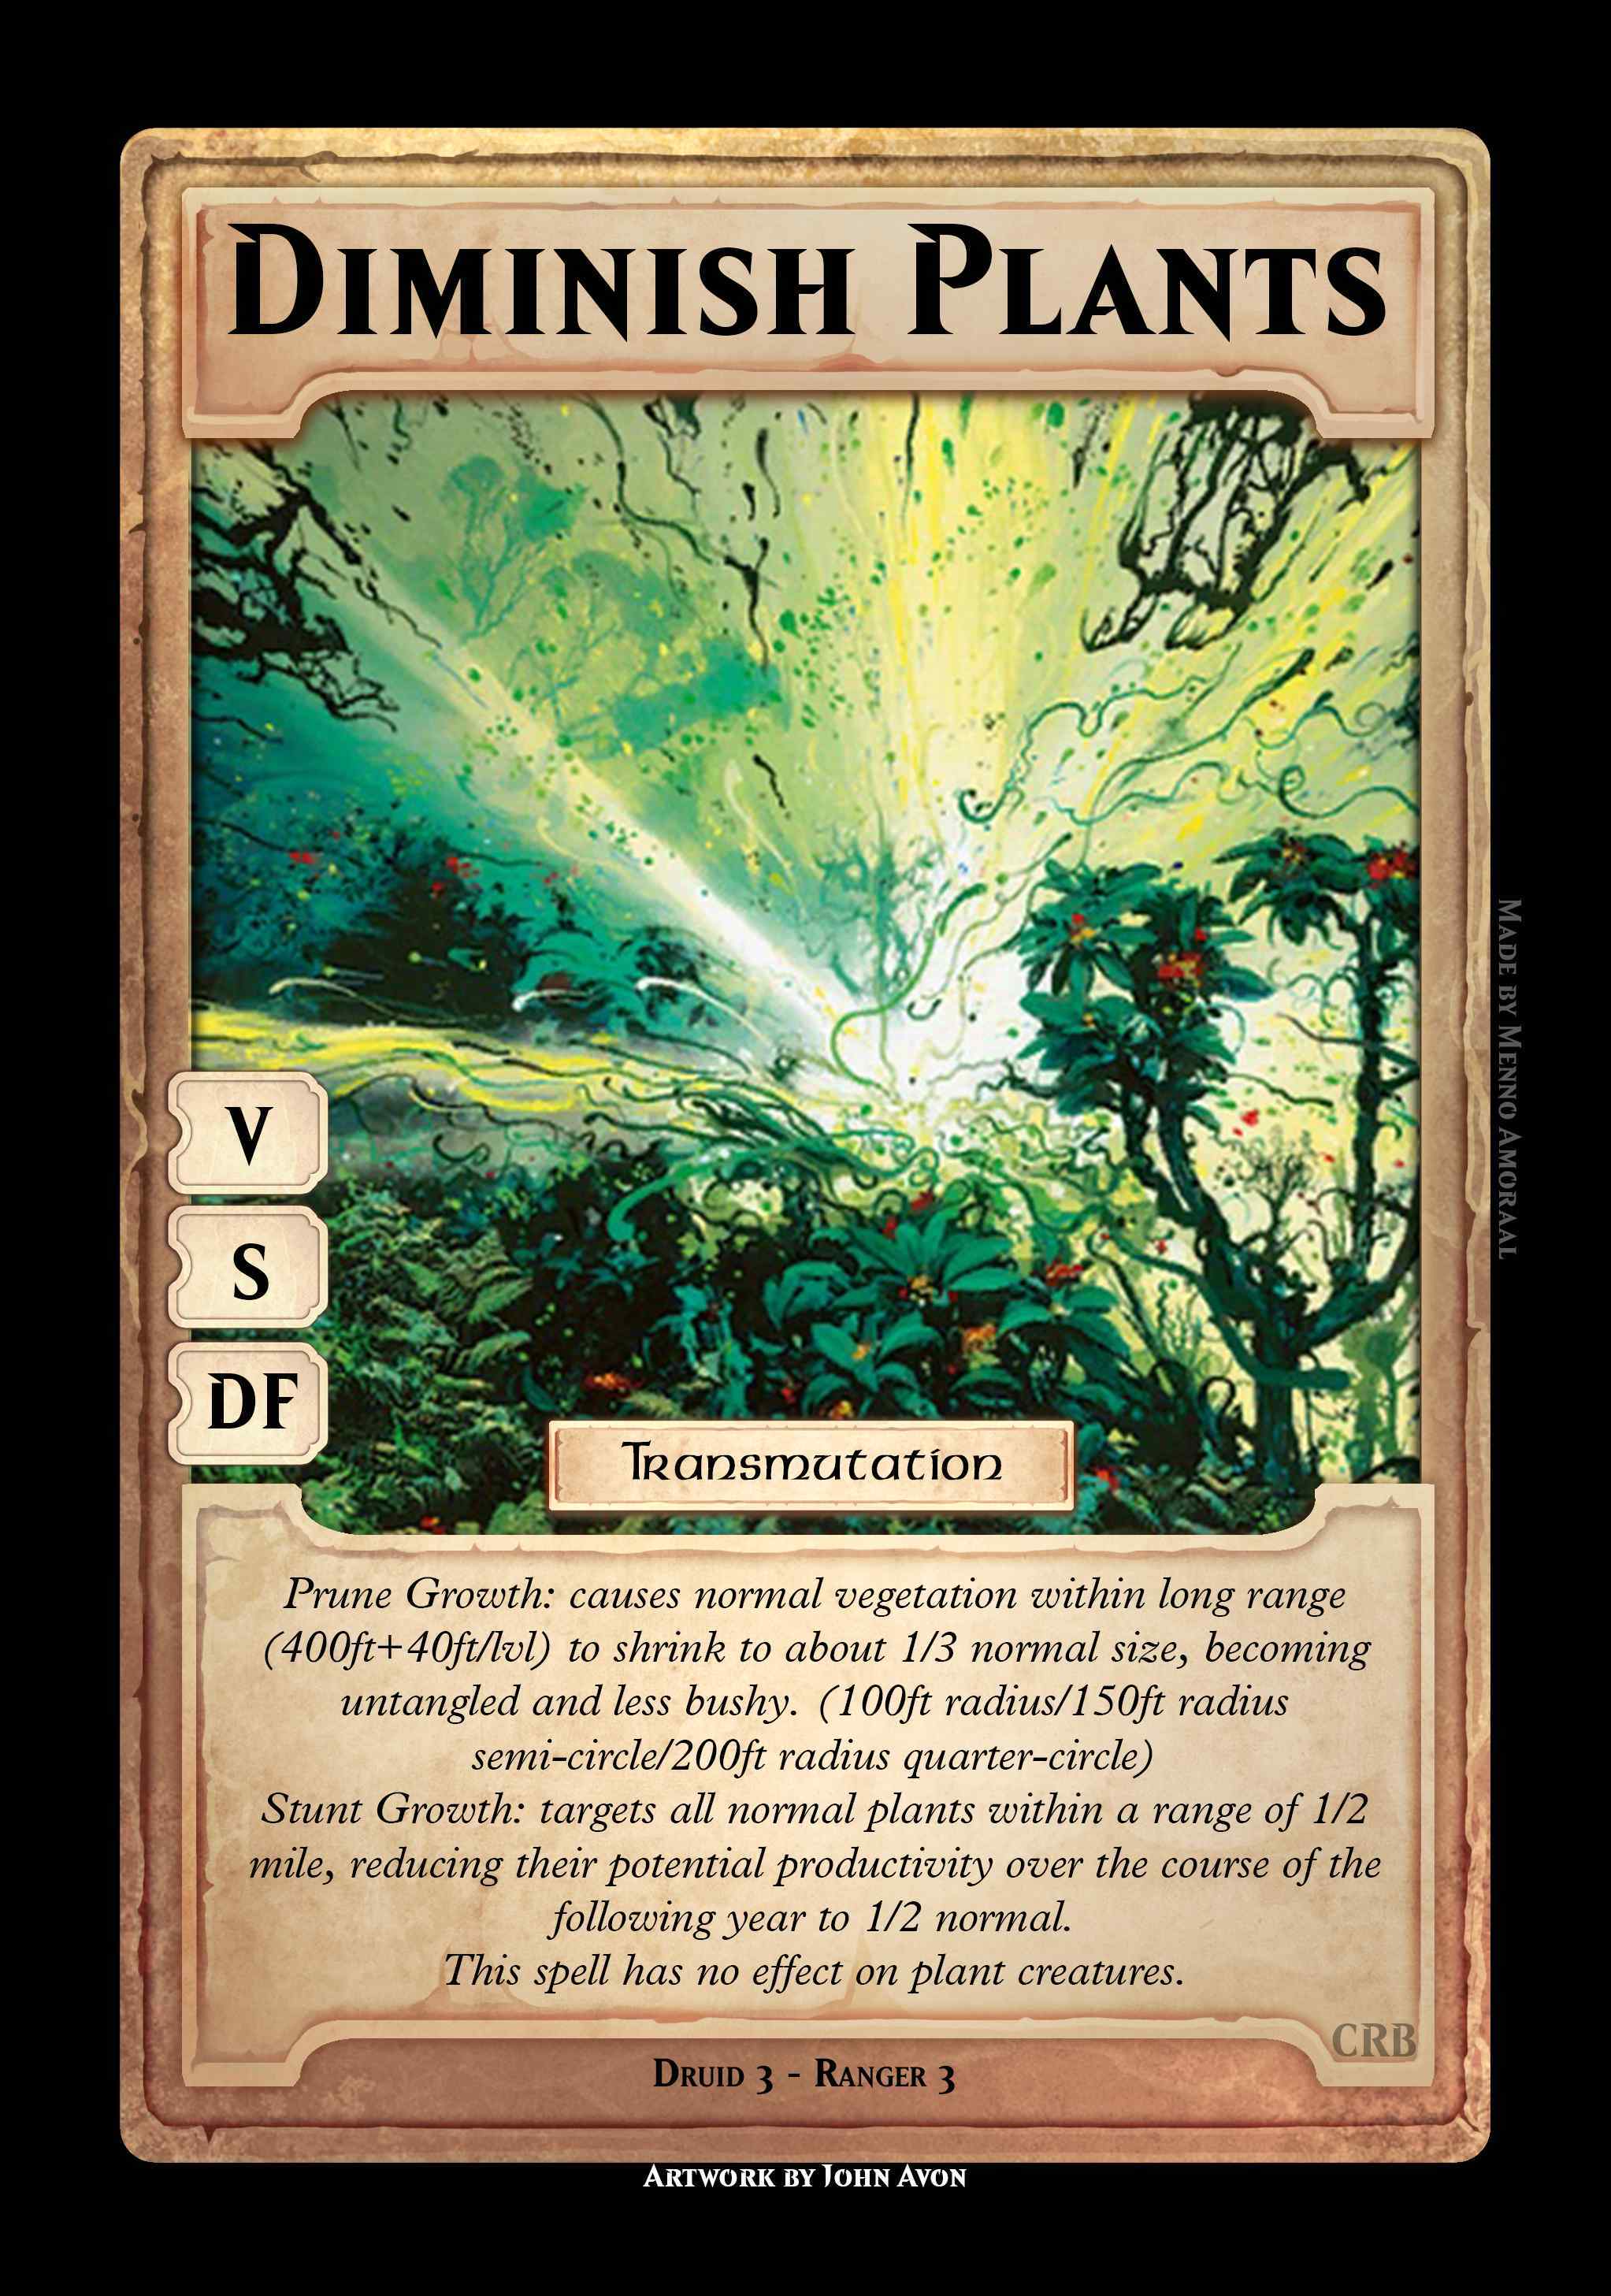 Diminish Plants
Made by Menno Amoraal
V
S
DF
Transmutation
Prune Growth: causes normal vegetation within long range
(400ft+40ft/lvl) to shrink to about 1/3 normal size, becoming
untangled and less bushy. (100ft radius/150ft radius
semi-circle/200ft radius quarter-circle)
Stunt Growth: targets all normal plants within a range of 1/2
mile, reducing their potential productivity over the course of the
following year to 1/2 normal.
This spell has no effect on plant creatures.
CRB
Druid 3 - Ranger 3
Artwork by John Avon